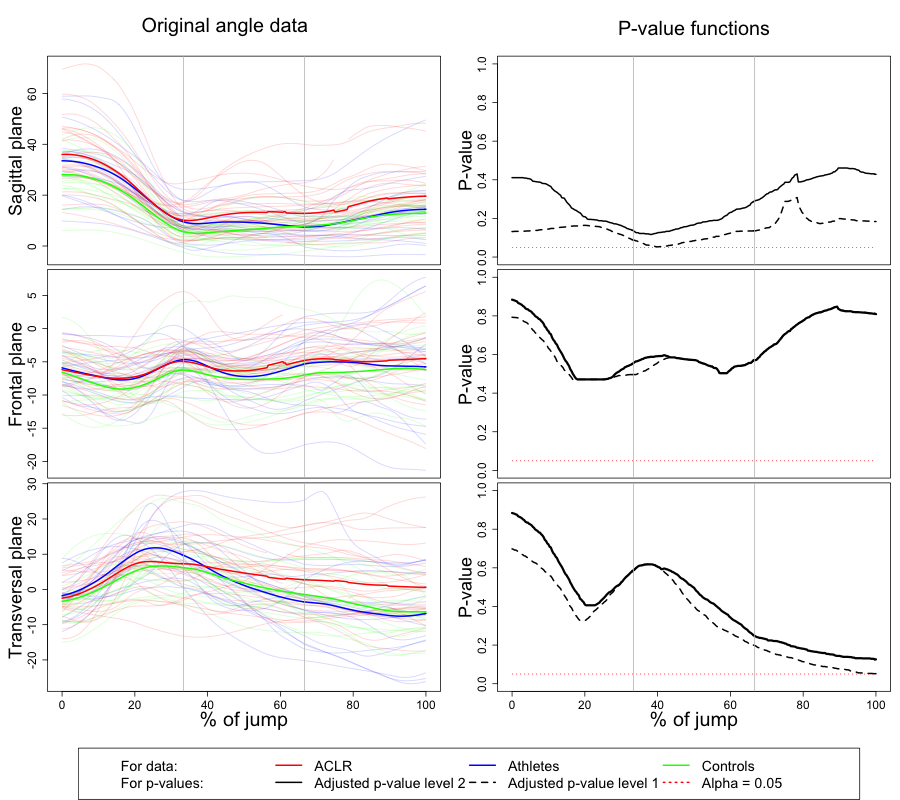 Original angle data
P-value functions
Sagittal plane
0 20 40 60
P-value
0.0 0.2 0.4 0.6 0.8 1.0
Frontal plane
-20 -15 -10 -5 0 5
P-value
0.0 0.2 0.4 0.6 0.8 1.0
Transversal plane
-20 -10 0 10 20 30
P-value
0.0 0.2 0.4 0.6 0.8 1.0
0 20 40 60 80 100
% of jump
0 20 40 60 80 100
% of jump
For data: ACLR Athletes Controls
For p-values: Adjusted p-value level 2 Adjusted p-value level 1 Alpha = 0.05